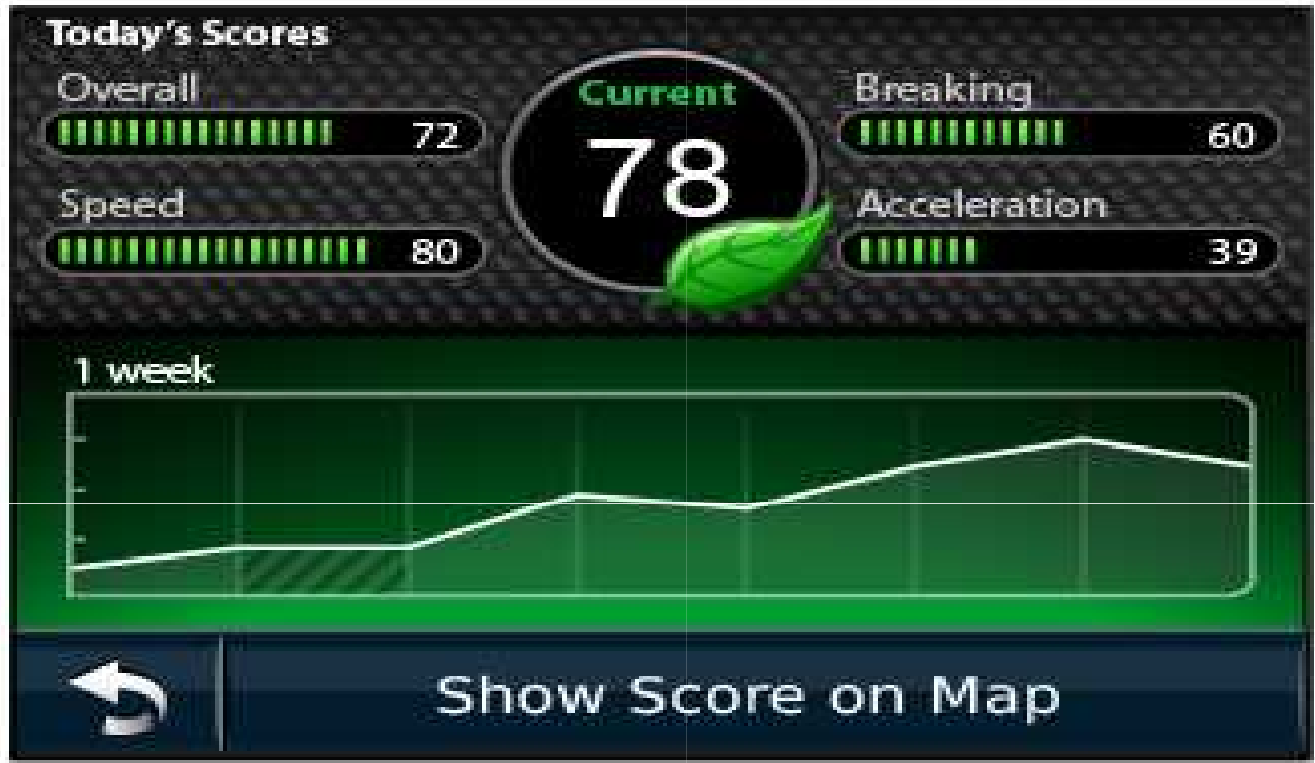 Today's Scores
Overall
72
Speed
80
Current
78
Breaking
60
Acceleration
39
1 week
Show Score on Map